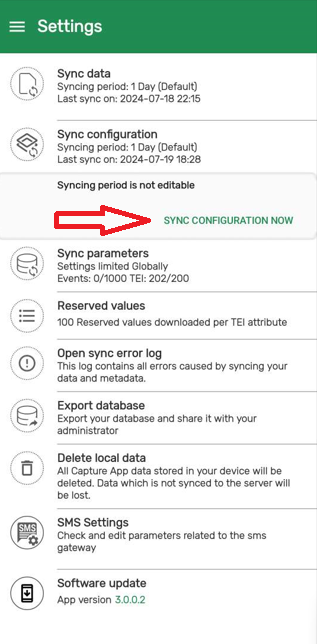 Settings
Sync data
Syncing period: 1 Day (Default)
Last sync on: 2024-07-18 22:15
Sync configuration
Syncing period: 1 Day (Default)
Last sync on: 2024-07-19 18:28
Syncing period is not editable
SYNC CONFIGURATION NOW
Sync parameters
Settings limited Globally
Events: 0/1000 TEI: 202/200
Reserved values
100 Reserved values downloaded per TEI attribute
Open sync error log
This log contains all errors caused by syncing your
data and metadata.
Export database
Export your database and share it with your
administrator
Delete local data
All Capture App data stored in your device will be
deleted. Data which is not synced to the server will
be lost.
SMS
SMS Settings
Check and edit parameters related to the sms
gateway
Software update
App version 3.0.0.2